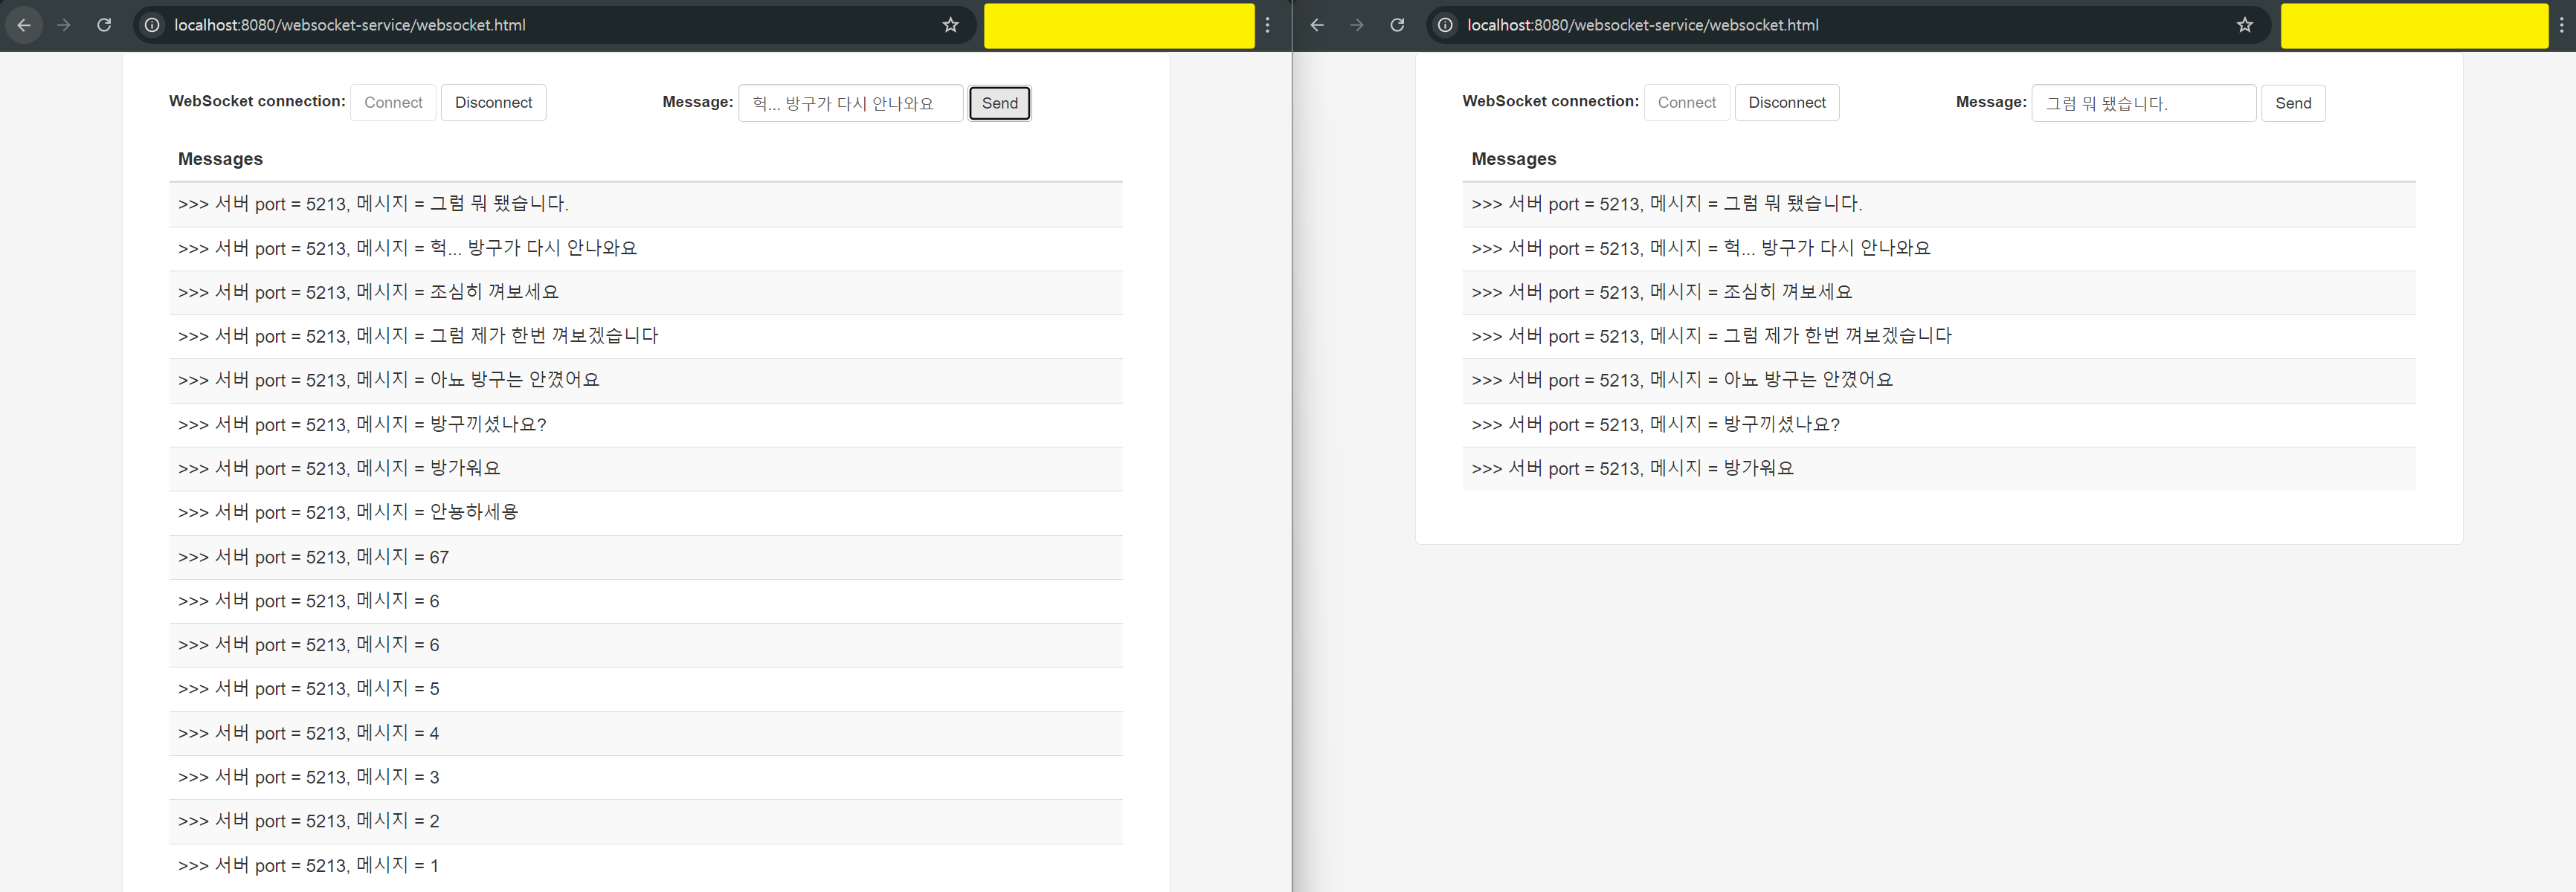 localhost:8080/websocket-service/websocket.html
WebSocket connection: Connect Disconnect Message: 헉... 방구가 다시 안나와요 Send
Messages
>>> 서버 port = 5213, 메시지 = 그럼 뭐 됐습니다.
>>> 서버 port = 5213, 메시지 = 헉... 방구가 다시 안나와요
>>> 서버 port = 5213, 메시지 = 조심히 껴보세요
>>> 서버 port = 5213, 메시지 = 그럼 제가 한번 껴보겠습니다
>>> 서버 port = 5213, 메시지 = 아뇨 방구는 안꼈어요
>>> 서버 port = 5213, 메시지 = 방구끼셨나요?
>>> 서버 port = 5213, 메시지 = 방가워요
>>> 서버 port = 5213, 메시지 = 안뇽하세용
>>> 서버 port = 5213, 메시지 = 67
>>> 서버 port = 5213, 메시지 = 6
>>> 서버 port = 5213, 메시지 = 6
>>> 서버 port = 5213, 메시지 = 5
>>> 서버 port = 5213, 메시지 = 4
>>> 서버 port = 5213, 메시지 = 3
>>> 서버 port = 5213, 메시지 = 2
>>> 서버 port = 5213, 메시지 = 1
localhost:8080/websocket-service/websocket.html
WebSocket connection: Connect Disconnect Message: 그럼 뭐 됐습니다. Send
Messages
>>> 서버 port = 5213, 메시지 = 그럼 뭐 됐습니다.
>>> 서버 port = 5213, 메시지 = 헉... 방구가 다시 안나와요
>>> 서버 port = 5213, 메시지 = 조심히 껴보세요
>>> 서버 port = 5213, 메시지 = 그럼 제가 한번 껴보겠습니다
>>> 서버 port = 5213, 메시지 = 아뇨 방구는 안꼈어요
>>> 서버 port = 5213, 메시지 = 방구끼셨나요?
>>> 서버 port = 5213, 메시지 = 방가워요